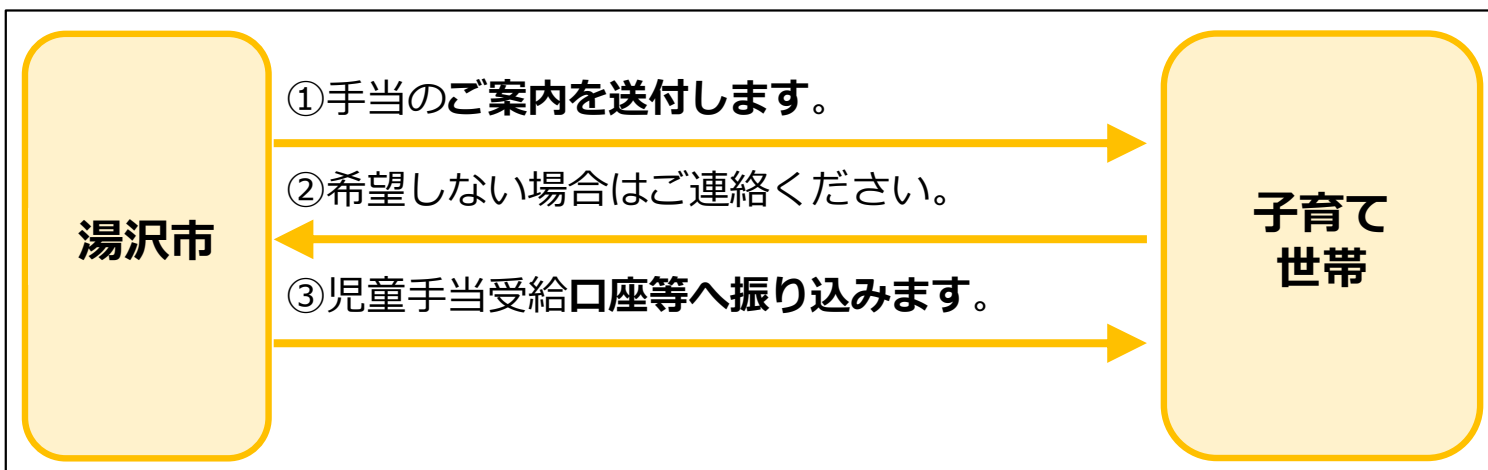 湯沢市
①手当のご案内を送付します。
②希望しない場合はご連絡ください。
③児童手当受給口座等へ振り込みます。
子育て
世帯